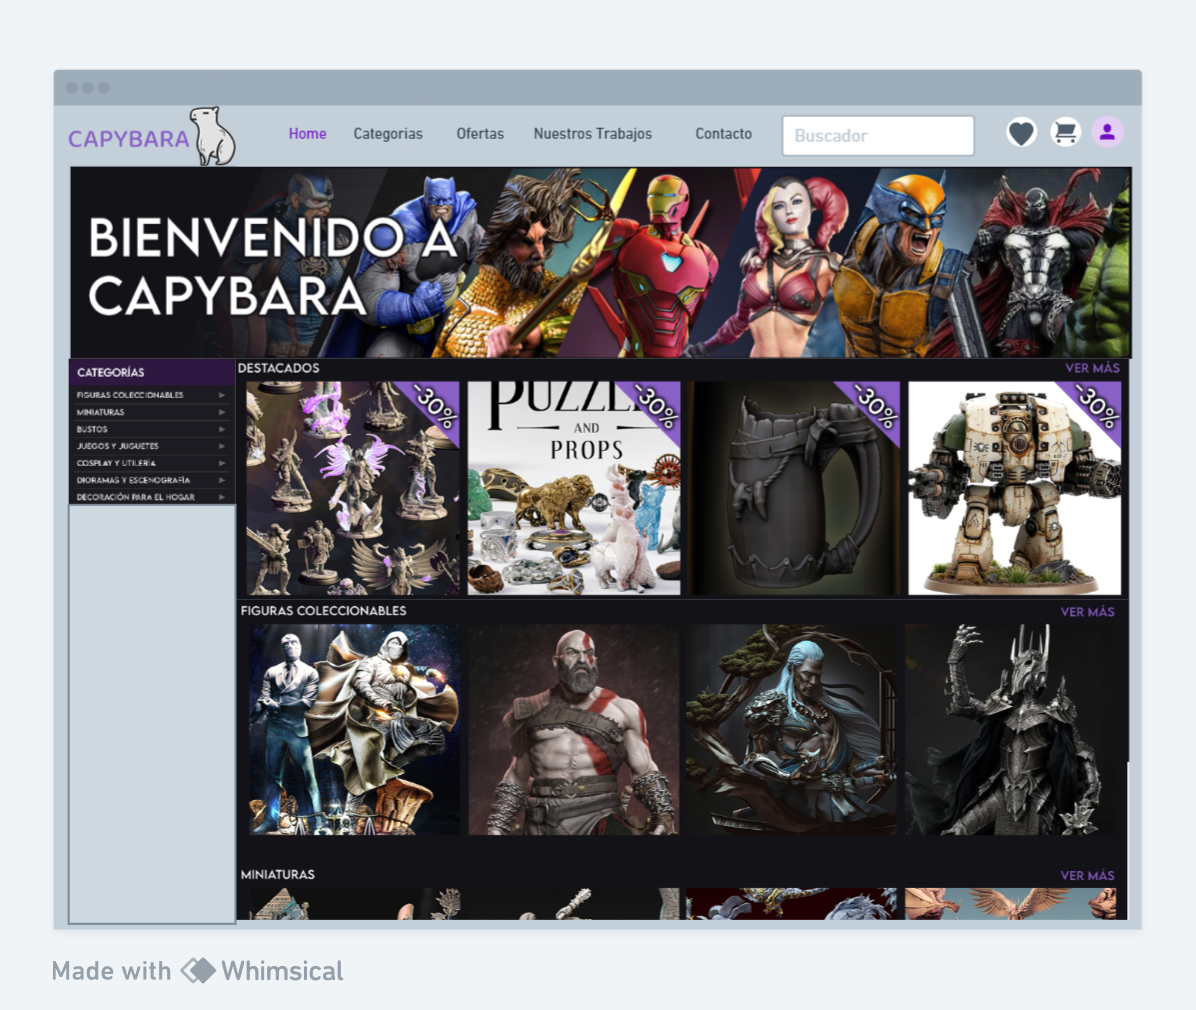 CAPYBARA
Home
Categorias
Ofertas
Nuestros Trabajos
Contacto
Buscador
BIENVENIDO A
CAPYBARA
CATEGORÍAS
FIGURAS COLECCIONABLES
MINIATURAS
BUSTOS
JUEGOS Y JUGUETES
COSPLAY Y UTILERÍA
DIORAMAS Y ESCENOGRAFÍA
DECORACIÓN PARA EL HOGAR
DESTACADOS
VER MÁS
-30%
PUZZLE
AND
PROPS
-30%
-30%
-30%
FIGURAS COLECCIONABLES
VER MÁS
MINIATURAS
VER MÁS
Made with Whimsical